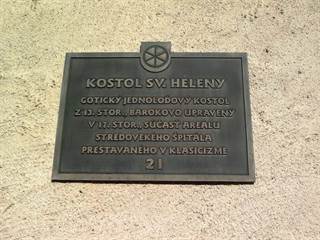 KOSTOL SV. HELENY
GOTICKÝ JEDNOLOĎOVÝ KOSTOL
Z 13. STOR., BAROKOVO UPRAVENÝ
V 17. STOR., SÚČASŤ AREÁLU
STREDOVEKÉHO ŠPITÁLA
PRESTAVANÉHO V KLASICIZME
21